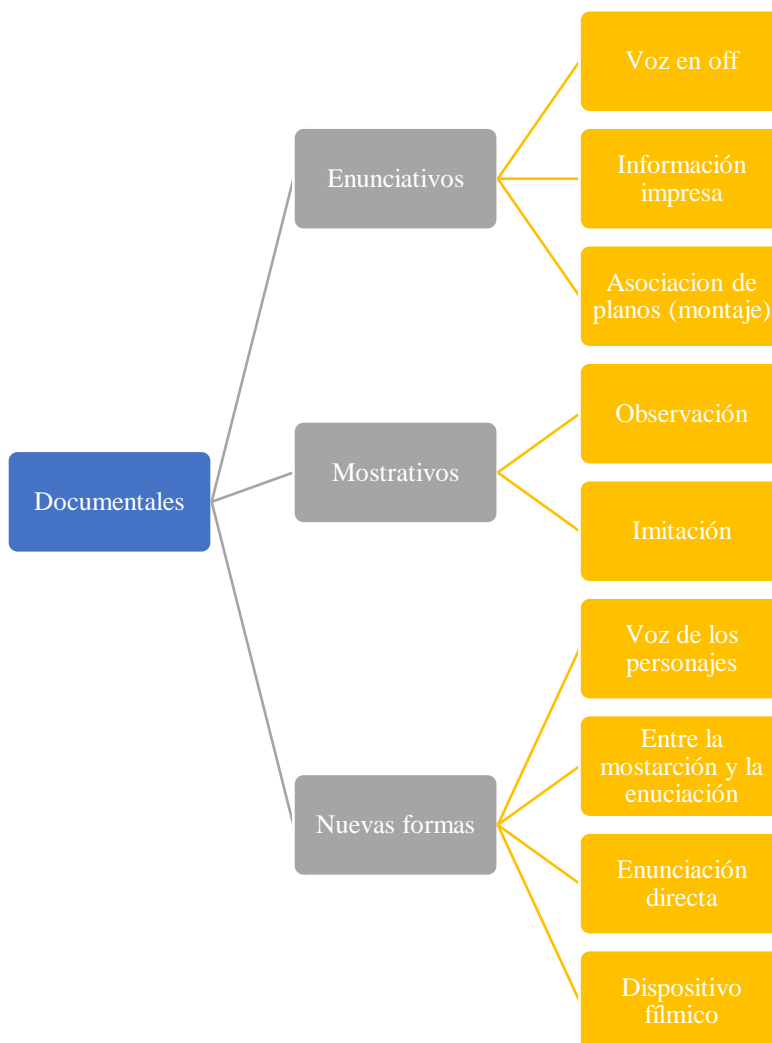 Documentales
Enunciativos
Voz en off
Información
impresa
Asociacion de
planos (montaje)
Mostrativos
Observación
Imitación
Nuevas formas
Voz de los
personajes
Entre la
mostarción y la
enuciación
Enunciación
directa
Dispositivo
fílmico